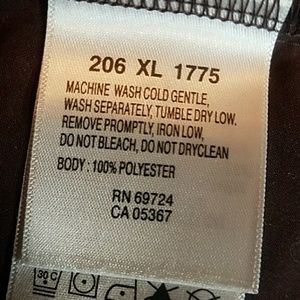 206 XL 1775
MACHINE WASH COLD GENTLE,
WASH SEPARATELY, TUMBLE DRY LOW.
REMOVE PROMPTLY, IRON LOW,
DO NOT BLEACH, DO NOT DRYCLEAN
BODY : 100% POLYESTER
RN 69724
CA 05367
30 C